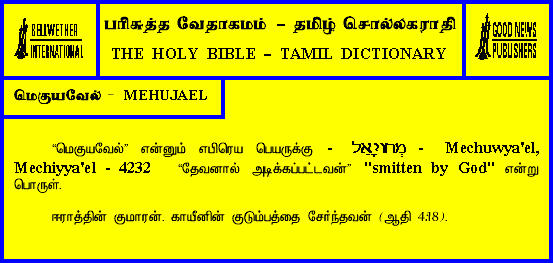 BELLWETHER
INTERNATIONAL
பரிசுத்த வேதாகமம் – தமிழ் சொல்லகராதி
THE HOLY BIBLE – TAMIL DICTIONARY
GOOD NEWS
PUBLISHERS
மெகுயவேல் – MEHUJAEL
“மெகுயவேல்” என்னும் எபிரெய பெயருக்கு - מְחוּיָאֵל - Mechuwya'el,
Mechiyya'el - 4232 “தேவனால் அடிக்கப்பட்டவன்” "smitten by God" என்று
பொருள்.
ஈராத்தின் குமாரன். காயீனின் குடும்பத்தை சேர்ந்தவன் (ஆதி 4:18).